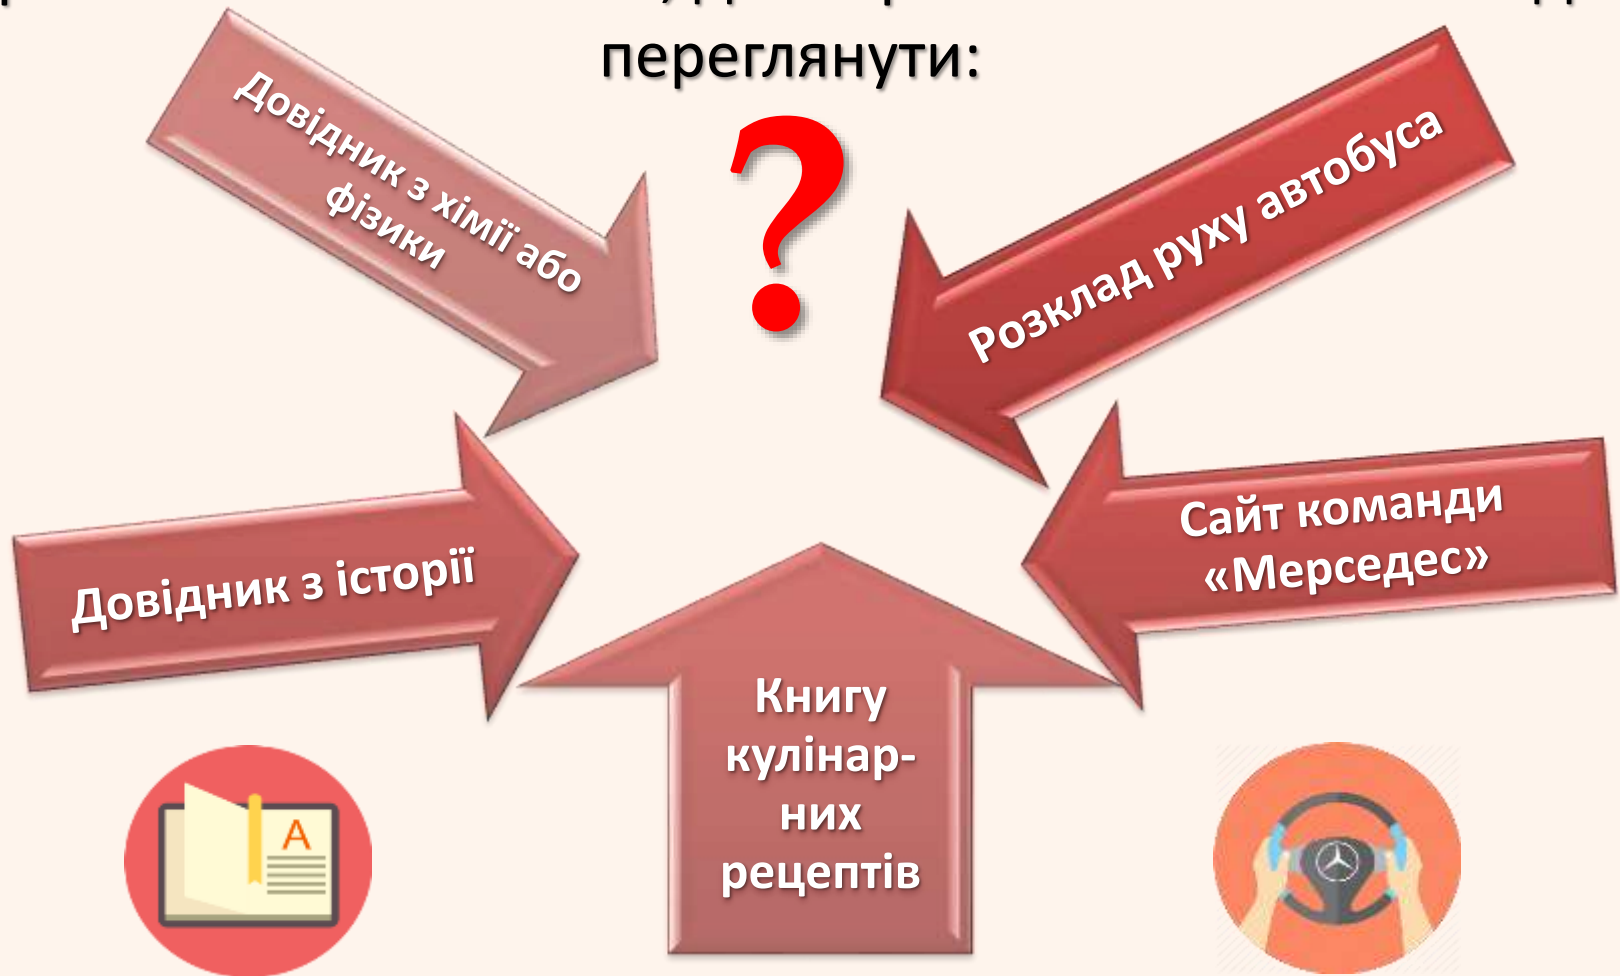 переглянути:
?
Довідник з хімії або
фізики
Розклад руху автобуса
Довідник з історії
Сайт команди
«Мерседес»
Книгу
кулінар-
них
рецептів
A